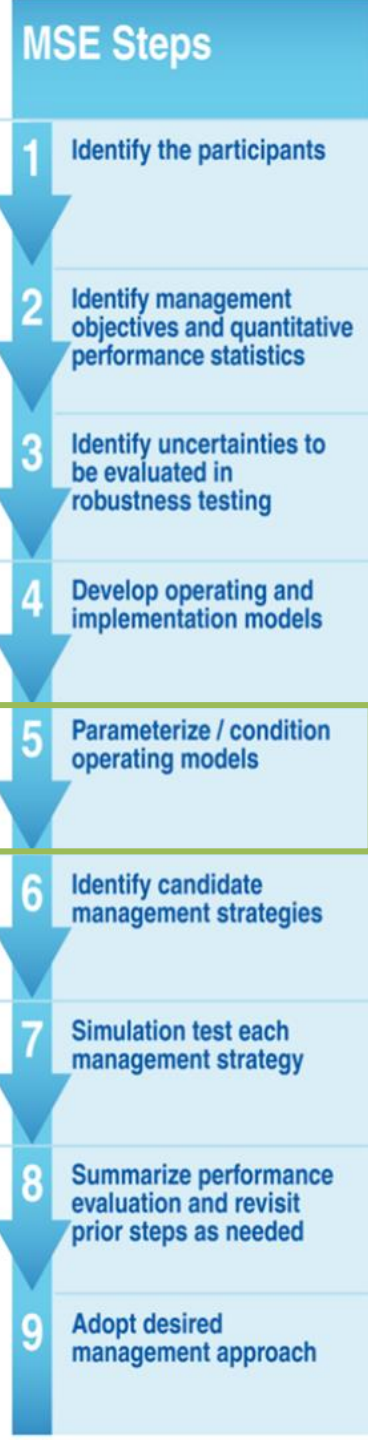 MSE Steps
1
Identify the participants
2
Identify management
objectives and quantitative
performance statistics
3
Identify uncertainties to
be evaluated in
robustness testing
4
Develop operating and
implementation models
5
Parameterize / condition
operating models
6
Identify candidate
management strategies
7
Simulation test each
management strategy
8
Summarize performance
evaluation and revisit
prior steps as needed
9
Adopt desired
management approach